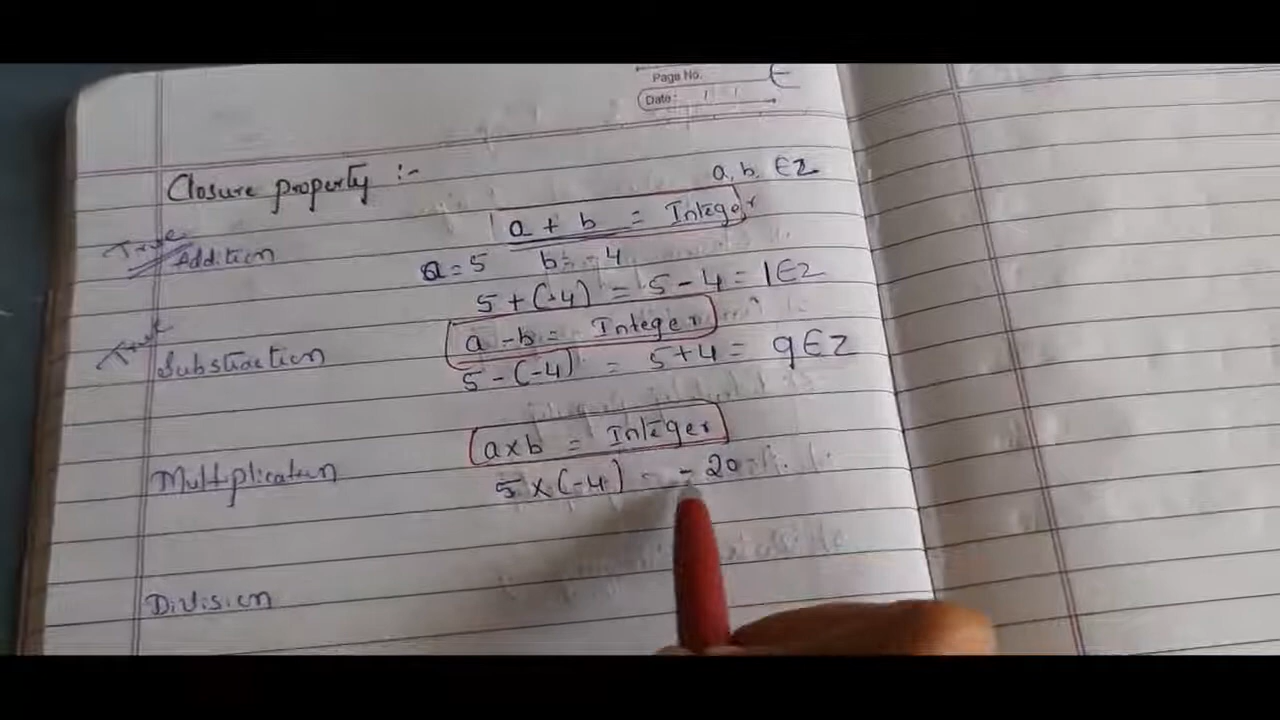 Page No.
Date: / /
Closure property :-
a, b, ∈Z
a + b = Integer
True
Addition
a = 5 b = -4
5 + (-4) = 5 - 4 = 1∈Z
a - b = Integer
True
Substraction
5 - (-4) = 5 + 4 = 9∈Z
a × b = Integer
Multiplication
5 × (-4) = - 20
Division